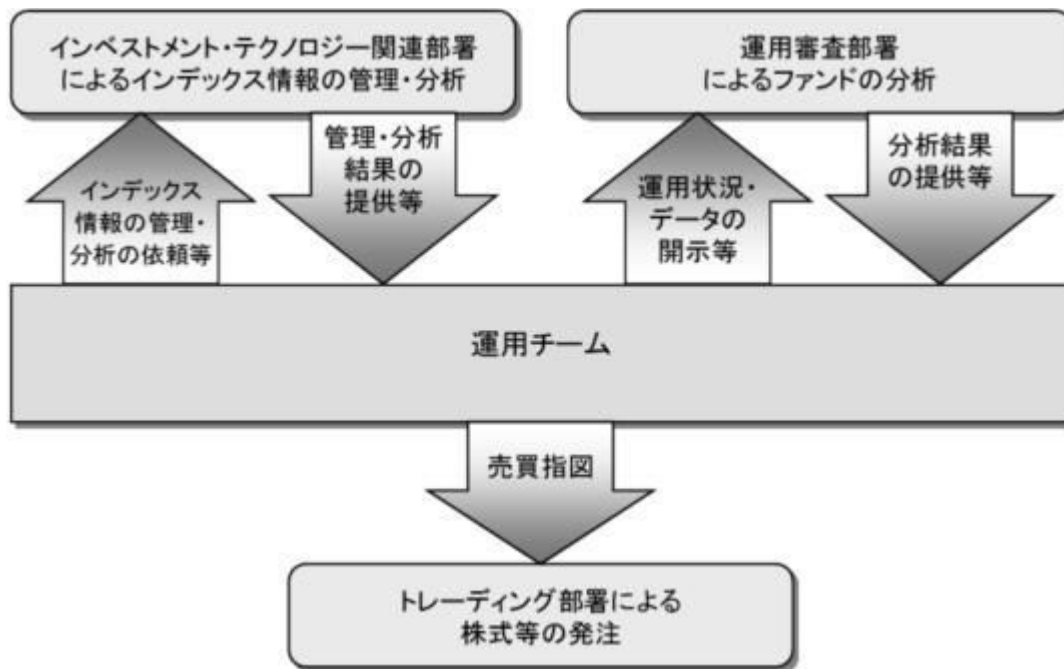 インベストメント・テクノロジー関連部署
によるインデックス情報の管理・分析
運用審査部署
によるファンドの分析
インデックス
情報の管理・
分析の依頼等
管理・分析
結果の
提供等
運用状況・
データの
開示等
分析結果
の提供等
運用チーム
売買指図
トレーディング部署による
株式等の発注